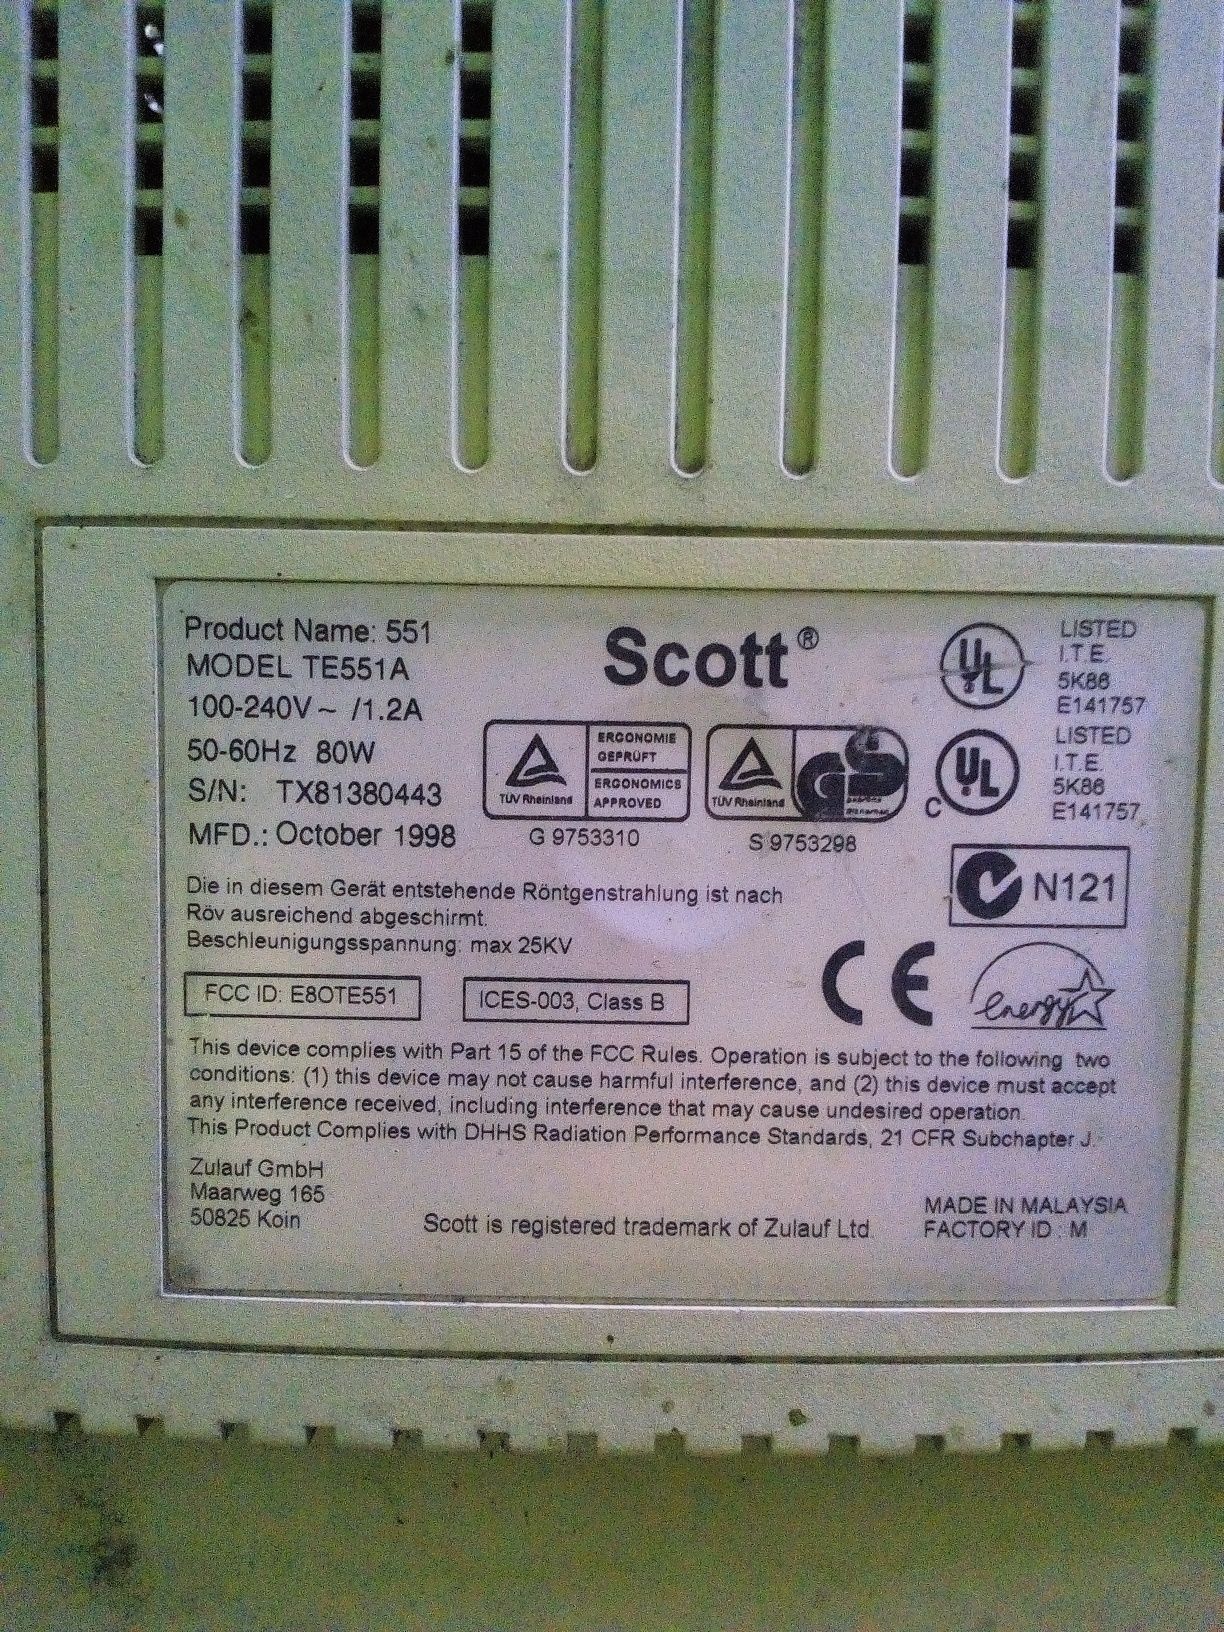 Product Name: 551
MODEL TE551A
100-240V ~ /1.2A
50-60Hz 80W
S/N: TX81380443
MFD.: October 1998
Scott®
TÜV Rheinland
ERGONOMIE
GEPRÜFT
ERGONOMICS
APPROVED
G 9753310
TÜV Rheinland
GS
S 9753298
UL
LISTED
I.T.E.
5K86
E141757
C UL
LISTED
I.T.E.
5K86
E141757
N121
Die in diesem Gerät entstehende Röntgenstrahlung ist nach
Röv ausreichend abgeschirmt.
Beschleunigungsspannung: max 25KV
FCC ID: E8OTE551
ICES-003, Class B
CE
energy
This device complies with Part 15 of the FCC Rules. Operation is subject to the following two
conditions: (1) this device may not cause harmful interference, and (2) this device must accept
any interference received, including interference that may cause undesired operation.
This Product Complies with DHHS Radiation Performance Standards, 21 CFR Subchapter J.
Zulauf GmbH
Maarweg 165
50825 Koin
Scott is registered trademark of Zulauf Ltd.
MADE IN MALAYSIA
FACTORY ID : M